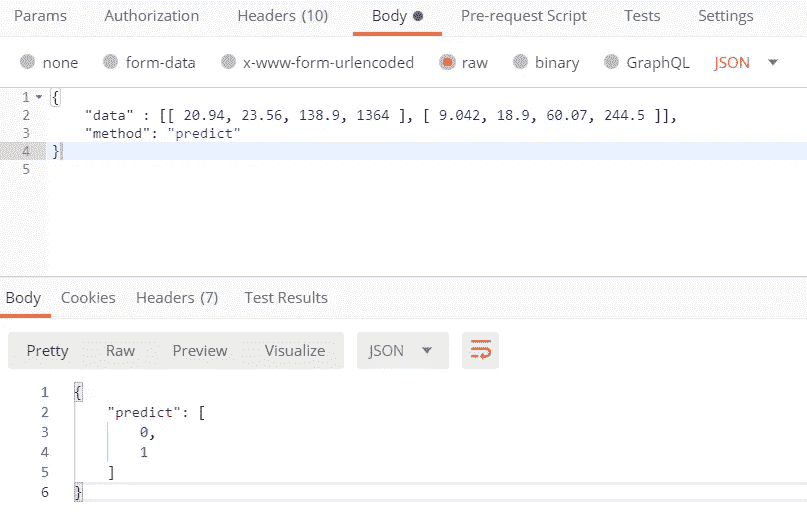 Params Authorization Headers (10) Body Pre-request Script Tests Settings
none form-data x-www-form-urlencoded raw binary GraphQL JSON
1 {
2 "data" : [[ 20.94, 23.56, 138.9, 1364 ], [ 9.042, 18.9, 60.07, 244.5 ]],
3 "method": "predict"
4 }
5
Body Cookies Headers (7) Test Results
Pretty Raw Preview Visualize JSON
1 {
2 "predict": [
3 0,
4 1
5 ]
6 }